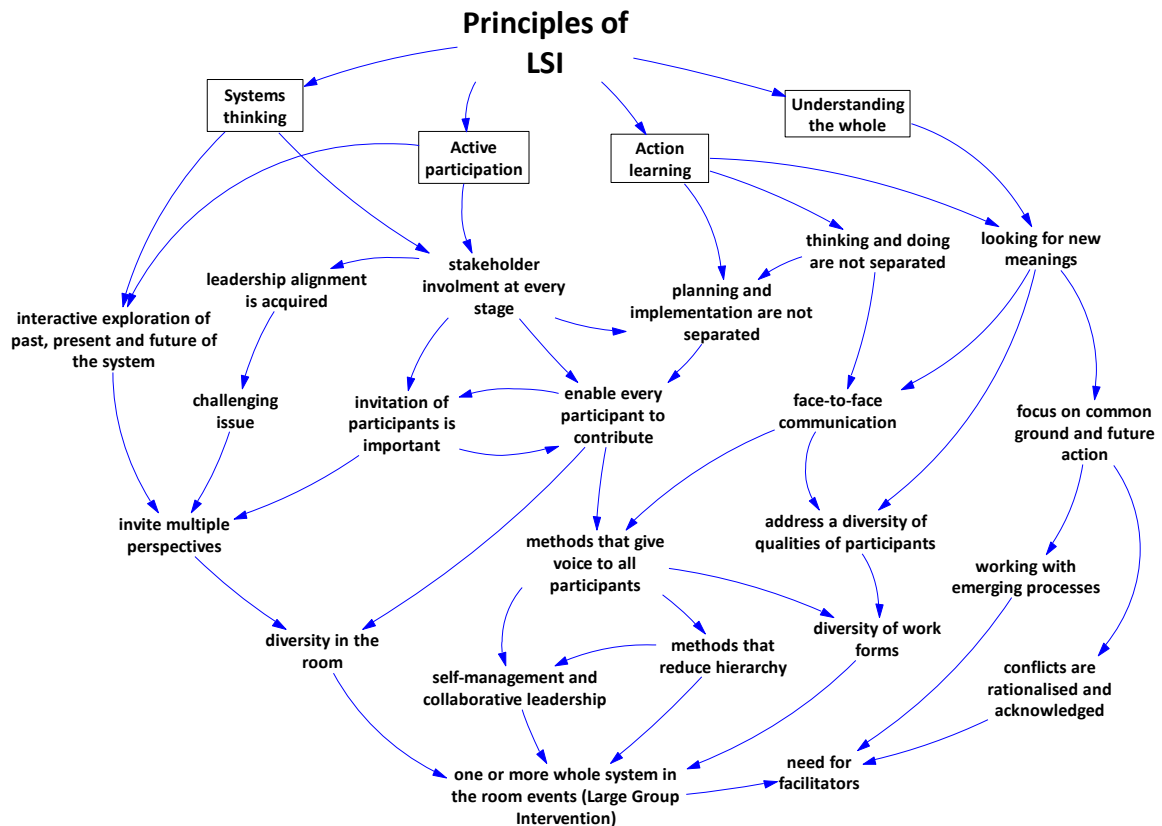 Principles of
LSI
Systems
thinking
Active
participation
Action
learning
Understanding
the whole
leadership alignment
is acquired
stakeholder
involment at every
stage
thinking and doing
are not separated
looking for new
meanings
interactive exploration of
past, present and future of
the system
planning and
implementation are not
separated
challenging
issue
invitation of
participants is
important
enable every
participant to
contribute
face-to-face
communication
focus on common
ground and future
action
invite multiple
perspectives
methods that give
voice to all
participants
address a diversity of
qualities of participants
working with
emerging processes
diversity in the
room
self-management and
collaborative leadership
methods that
reduce hierarchy
diversity of work
forms
conflicts are
rationalised and
acknowledged
one or more whole system in
the room events (Large Group
Intervention)
need for
facilitators